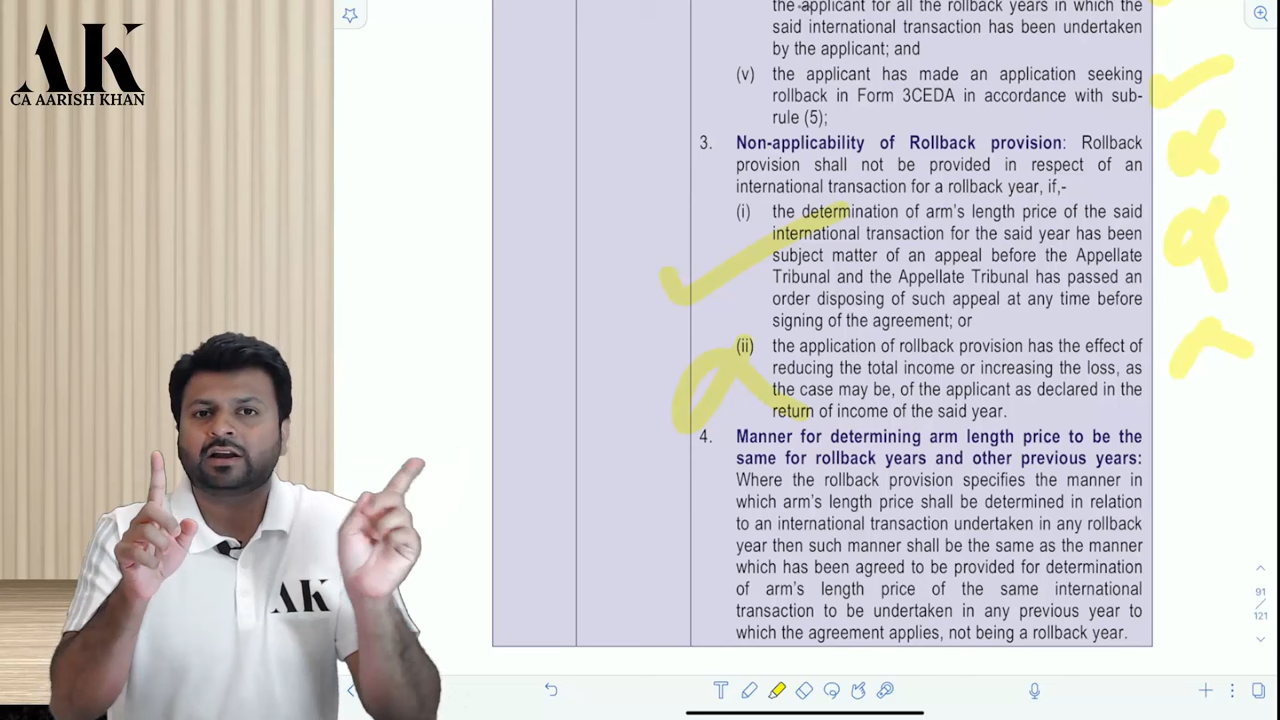 AK
CA AARISH KHAN
the applicant for all the rollback years in which the
said international transaction has been undertaken
by the applicant; and
(v) the applicant has made an application seeking
rollback in Form 3CEDA in accordance with sub-
rule (5);
3. Non-applicability of Rollback provision: Rollback
provision shall not be provided in respect of an
international transaction for a rollback year, if,-
(i) the determination of arm's length price of the said
international transaction for the said year has been
subject matter of an appeal before the Appellate
Tribunal and the Appellate Tribunal has passed an
order disposing of such appeal at any time before
signing of the agreement; or
(ii) the application of rollback provision has the effect of
reducing the total income or increasing the loss, as
the case may be, of the applicant as declared in the
return of income of the said year.
4. Manner for determining arm length price to be the
same for rollback years and other previous years:
Where the rollback provision specifies the manner in
which arm's length price shall be determined in relation
to an international transaction undertaken in any rollback
year then such manner shall be the same as the manner
which has been agreed to be provided for determination
of arm's length price of the same international
transaction to be undertaken in any previous year to
which the agreement applies, not being a rollback year.
AK
91
/
121
T